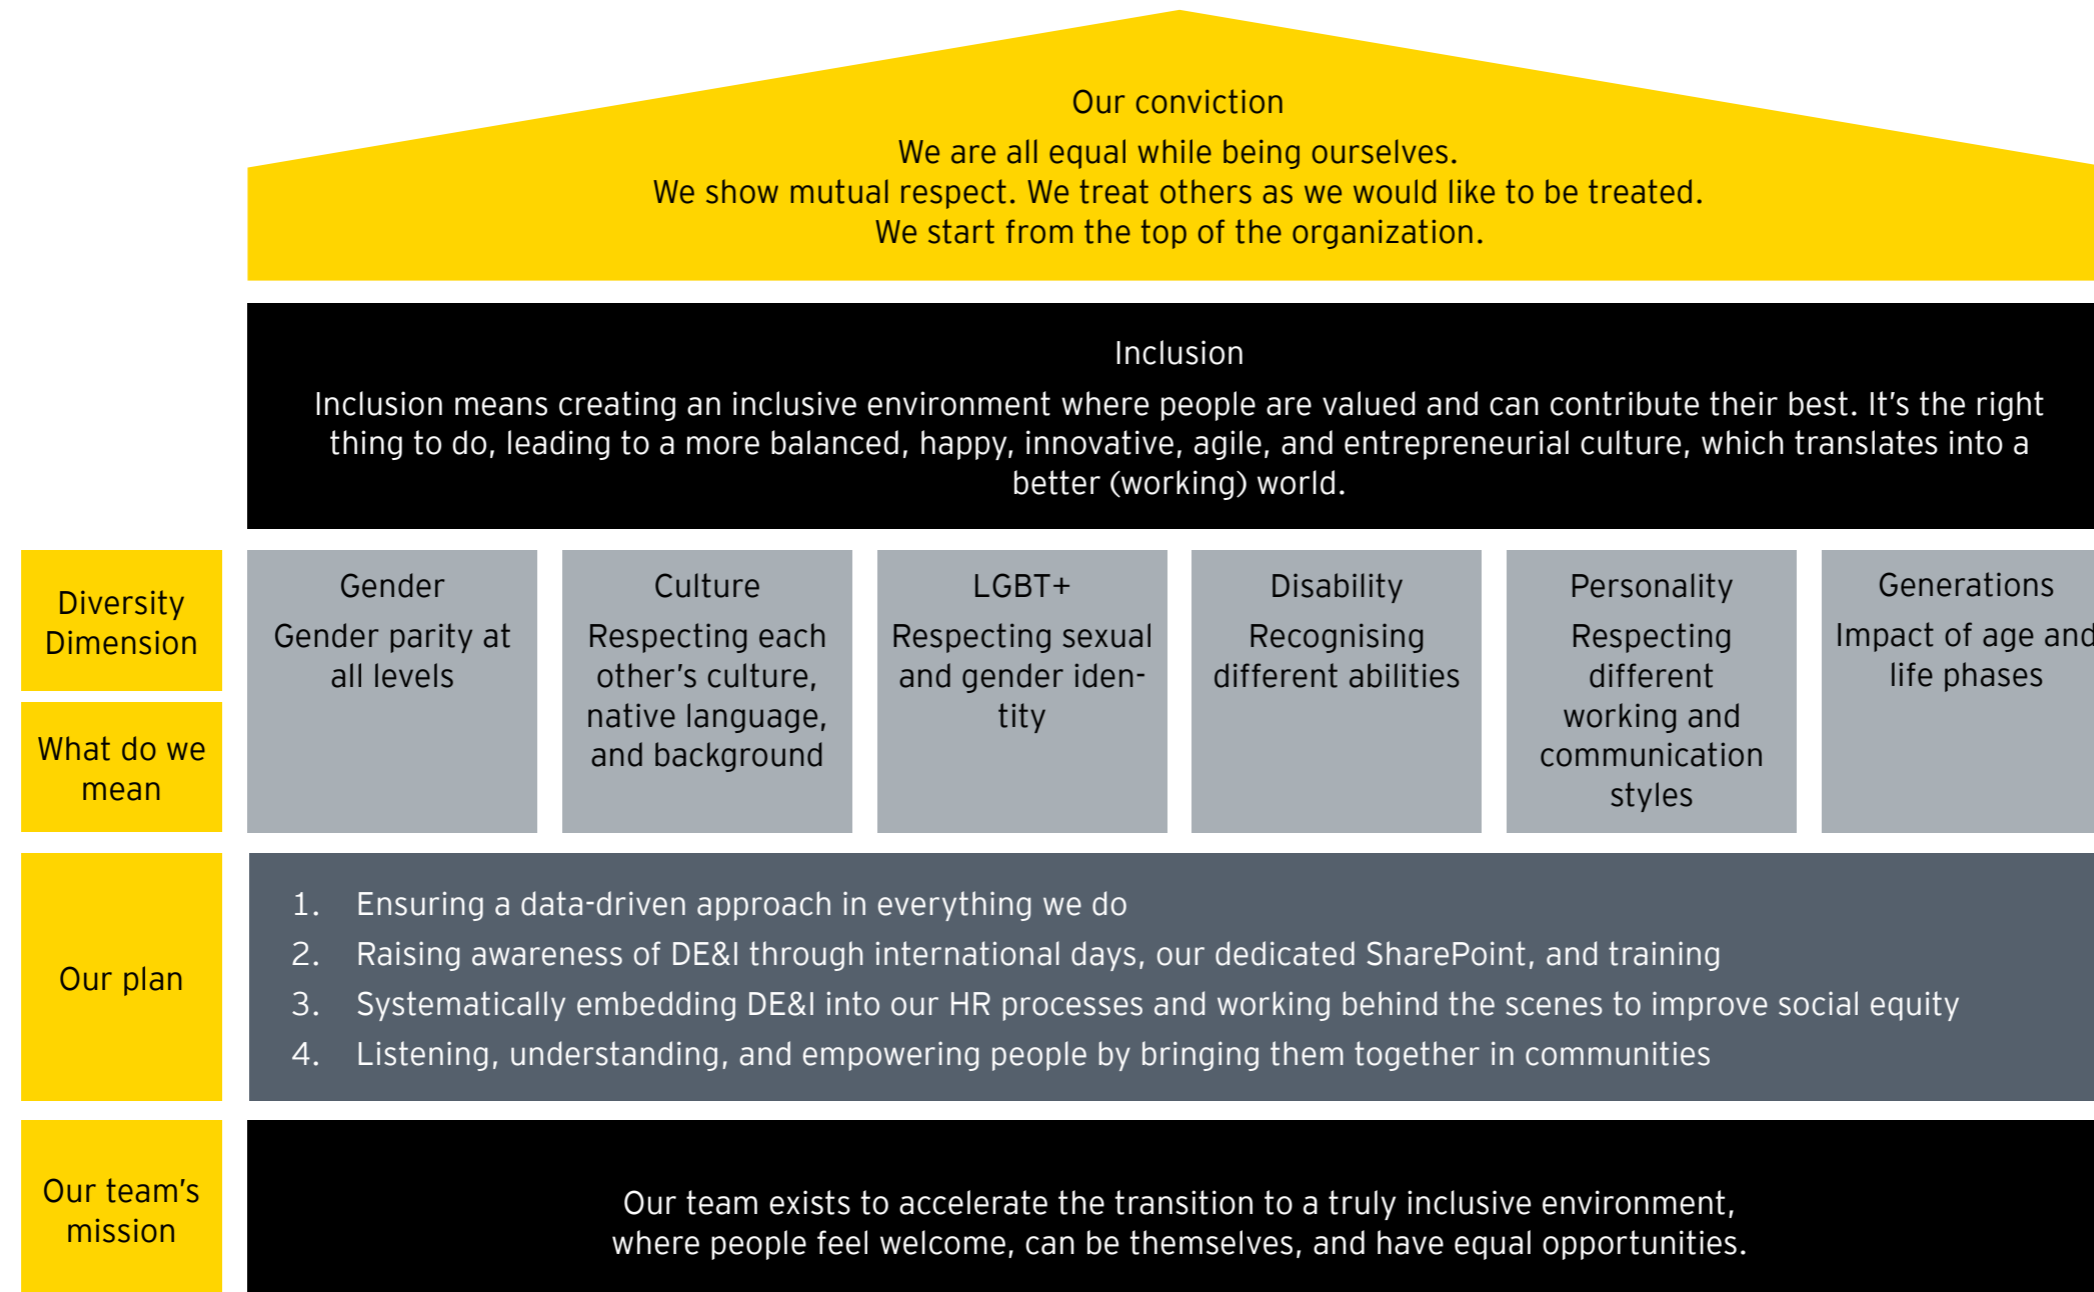 Our conviction
We are all equal while being ourselves.
We show mutual respect. We treat others as we would like to be treated.
We start from the top of the organization.
Inclusion
Inclusion means creating an inclusive environment where people are valued and can contribute their best. It’s the right
thing to do, leading to a more balanced, happy, innovative, agile, and entrepreneurial culture, which translates into a
better (working) world.
Diversity
Dimension
What do we
mean
Gender
Gender parity at
all levels
Culture
Respecting each
other’s culture,
native language,
and background
LGBT+
Respecting sexual
and gender iden-
tity
Disability
Recognising
different abilities
Personality
Respecting
different
working and
communication
styles
Generations
Impact of age and
life phases
Our plan
1. Ensuring a data-driven approach in everything we do
2. Raising awareness of DE&I through international days, our dedicated SharePoint, and training
3. Systematically embedding DE&I into our HR processes and working behind the scenes to improve social equity
4. Listening, understanding, and empowering people by bringing them together in communities
Our team’s
mission
Our team exists to accelerate the transition to a truly inclusive environment,
where people feel welcome, can be themselves, and have equal opportunities.